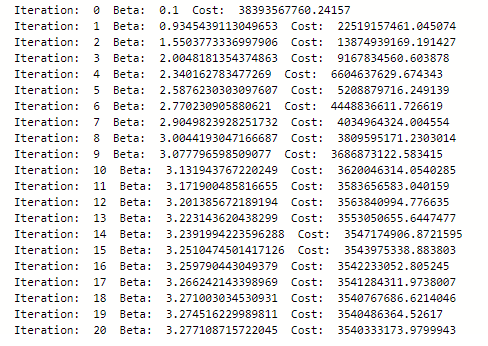 Iteration: 0 Beta: 0.1 Cost: 38393567760.24157
Iteration: 1 Beta: 0.9345439113049653 Cost: 22519157461.045074
Iteration: 2 Beta: 1.5503773336997906 Cost: 13874939169.191427
Iteration: 3 Beta: 2.0048181354374863 Cost: 9167834560.603878
Iteration: 4 Beta: 2.340162783477269 Cost: 6604637629.674343
Iteration: 5 Beta: 2.5876230303097607 Cost: 5208879716.249139
Iteration: 6 Beta: 2.770230905880621 Cost: 4448836611.726619
Iteration: 7 Beta: 2.9049823928251732 Cost: 4034964324.004554
Iteration: 8 Beta: 3.0044193047166687 Cost: 3809595171.2303014
Iteration: 9 Beta: 3.077796598509077 Cost: 3686873122.583415
Iteration: 10 Beta: 3.131943767220249 Cost: 3620046314.0540285
Iteration: 11 Beta: 3.171900485816655 Cost: 3583656583.040159
Iteration: 12 Beta: 3.201385672189194 Cost: 3563840994.776635
Iteration: 13 Beta: 3.223143620438299 Cost: 3553050655.6447477
Iteration: 14 Beta: 3.2391994223596288 Cost: 3547174906.8721595
Iteration: 15 Beta: 3.2510474501417126 Cost: 3543975338.883803
Iteration: 16 Beta: 3.259790443049379 Cost: 3542233052.805245
Iteration: 17 Beta: 3.266242143398969 Cost: 3541284311.9738007
Iteration: 18 Beta: 3.271003034530931 Cost: 3540767686.6214046
Iteration: 19 Beta: 3.274516229989811 Cost: 3540486364.52617
Iteration: 20 Beta: 3.277108715722045 Cost: 3540333173.9799943